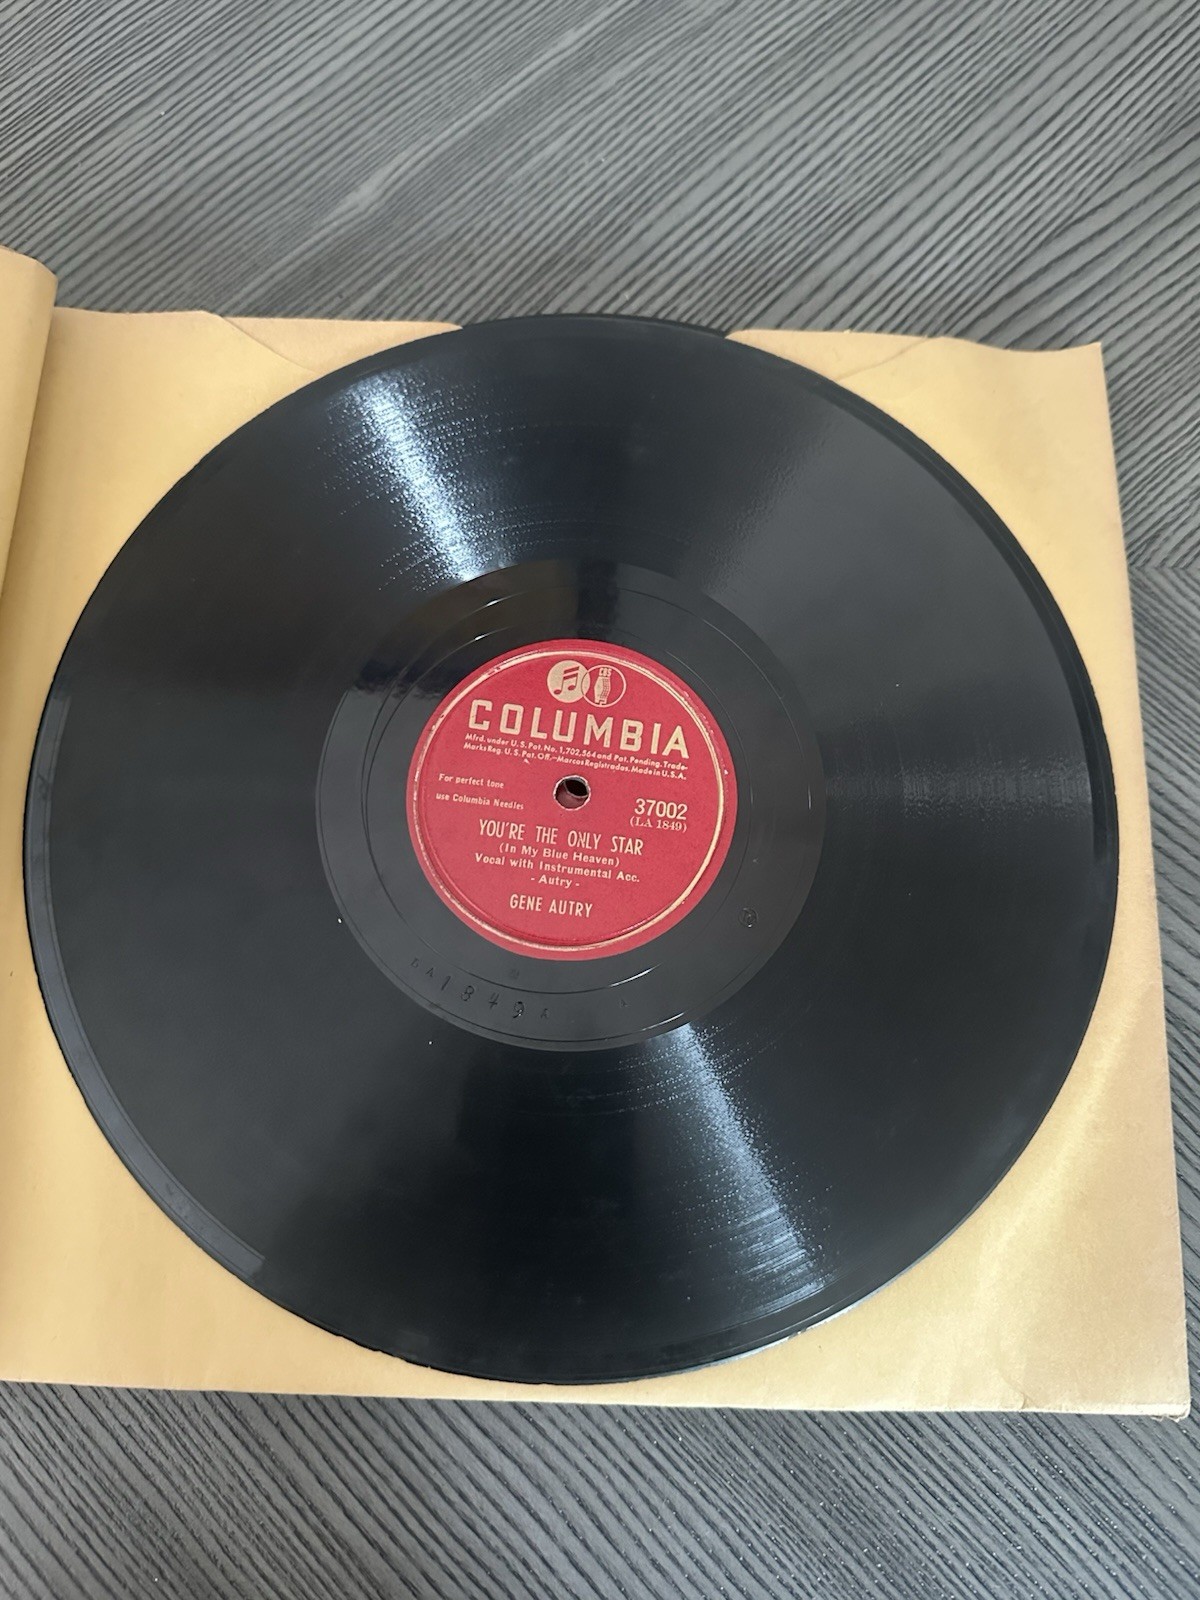 CBS
COLUMBIA
Mfrd. under U.S. Pat. No. 1,702,564 and Pat. Pending. Trade-
Marks Reg. U.S. Pat. Off.—Marcas Registradas. Made in U.S.A.
For perfect tone
use Columbia Needles
37002
(LA 1849)
YOU'RE THE ONLY STAR
(In My Blue Heaven)
Vocal with Instrumental Acc.
- Autry -
GENE AUTRY
1849